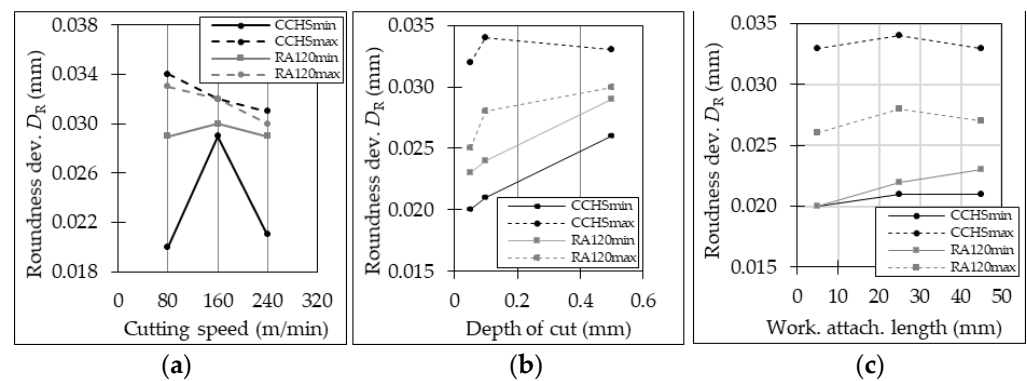 0.038
0.034
0.030
0.026
0.022
0.018
Roundness dev. DR (mm)
CCHSmin
CCHSmax
RA120min
RA120max
0 80 160 240 320
Cutting speed (m/min)
(a)
0.035
0.030
0.025
0.020
0.015
Roundness dev. DR (mm)
CCHSmin
CCHSmax
RA120min
RA120max
0 0.2 0.4 0.6
Depth of cut (mm)
(b)
0.035
0.030
0.025
0.020
0.015
Roudness dev. DR (mm)
CCHSmin
CCHSmax
RA120min
RA120max
0 10 20 30 40 50
Work. attach. length (mm)
(c)